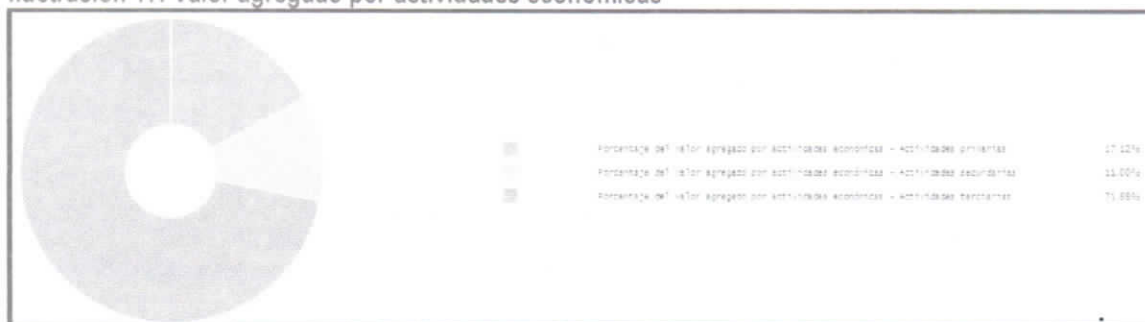 Ilustración 17. Valor agregado por actividades económicas
Porcentaje del valor agregado por actividades económicas - Actividades primarias 17.12%
Porcentaje del valor agregado por actividades económicas - Actividades secundarias 11.00%
Porcentaje del valor agregado por actividades económicas - Actividades terciarias